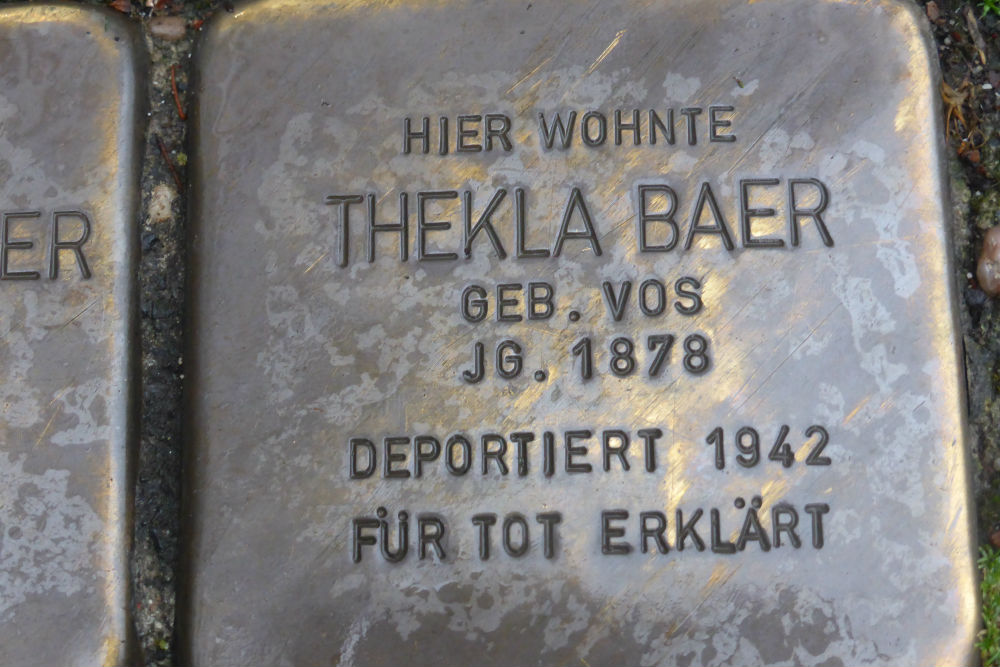 HIER WOHNTE
THEKLA BAER
GEB. VOS
JG. 1878
DEPORTIERT 1942
FÜR TOT ERKLÄRT